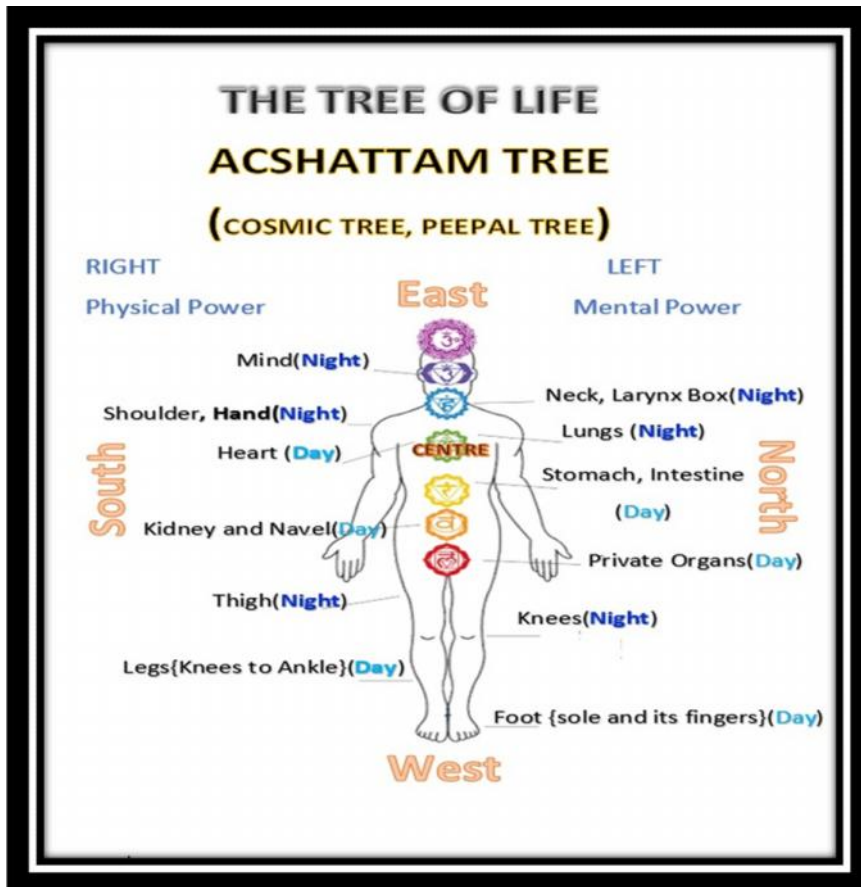 THE TREE OF LIFE
ACSHATTAM TREE
(COSMIC TREE, PEEPAL TREE)
RIGHT
LEFT
Physical Power
East
Mental Power
ॐ
Mind(Night)
ॐ
Neck, Larynx Box(Night)
हं
Shoulder, Hand(Night)
Lungs (Night)
Heart (Day)
CENTRE
South
North
Stomach, Intestine
(Day)
रं
Kidney and Navel(Day)
वं
Private Organs(Day)
लं
Thigh(Night)
Knees(Night)
Legs{Knees to Ankle}(Day)
Foot {sole and its fingers}(Day)
West